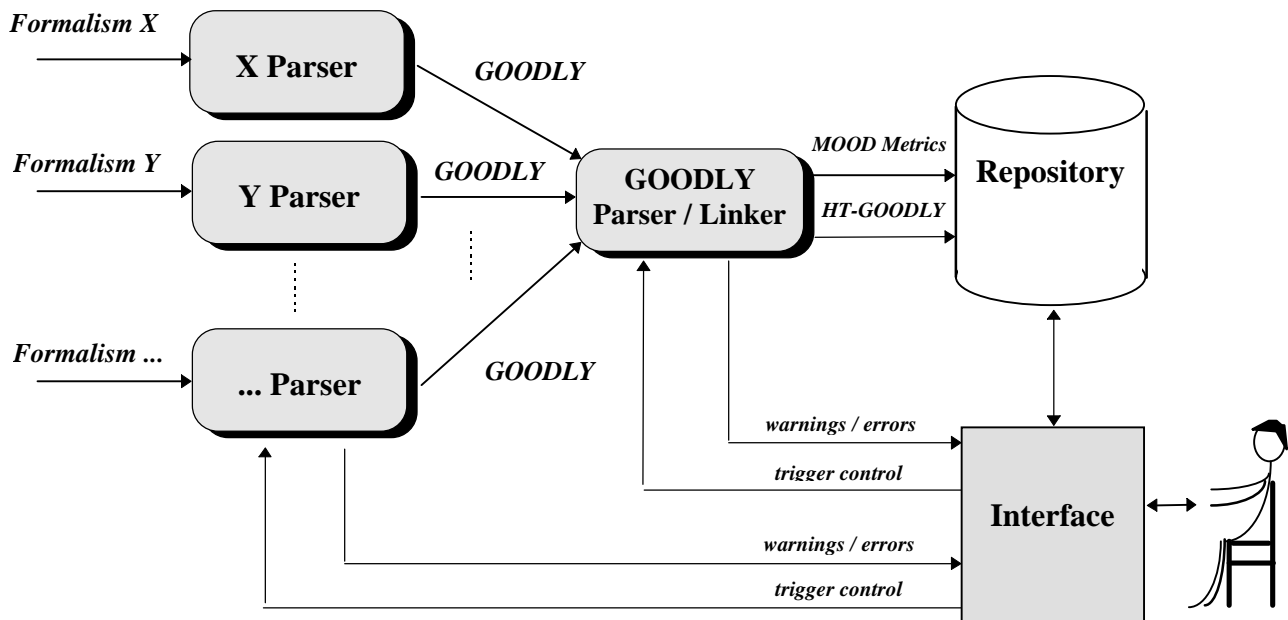 Formalism X
X Parser
GOODLY
Formalism Y
Y Parser
GOODLY
GOODLY
Parser / Linker
MOOD Metrics
HT-GOODLY
Repository
Formalism ...
... Parser
GOODLY
warnings / errors
trigger control
Interface
warnings / errors
trigger control